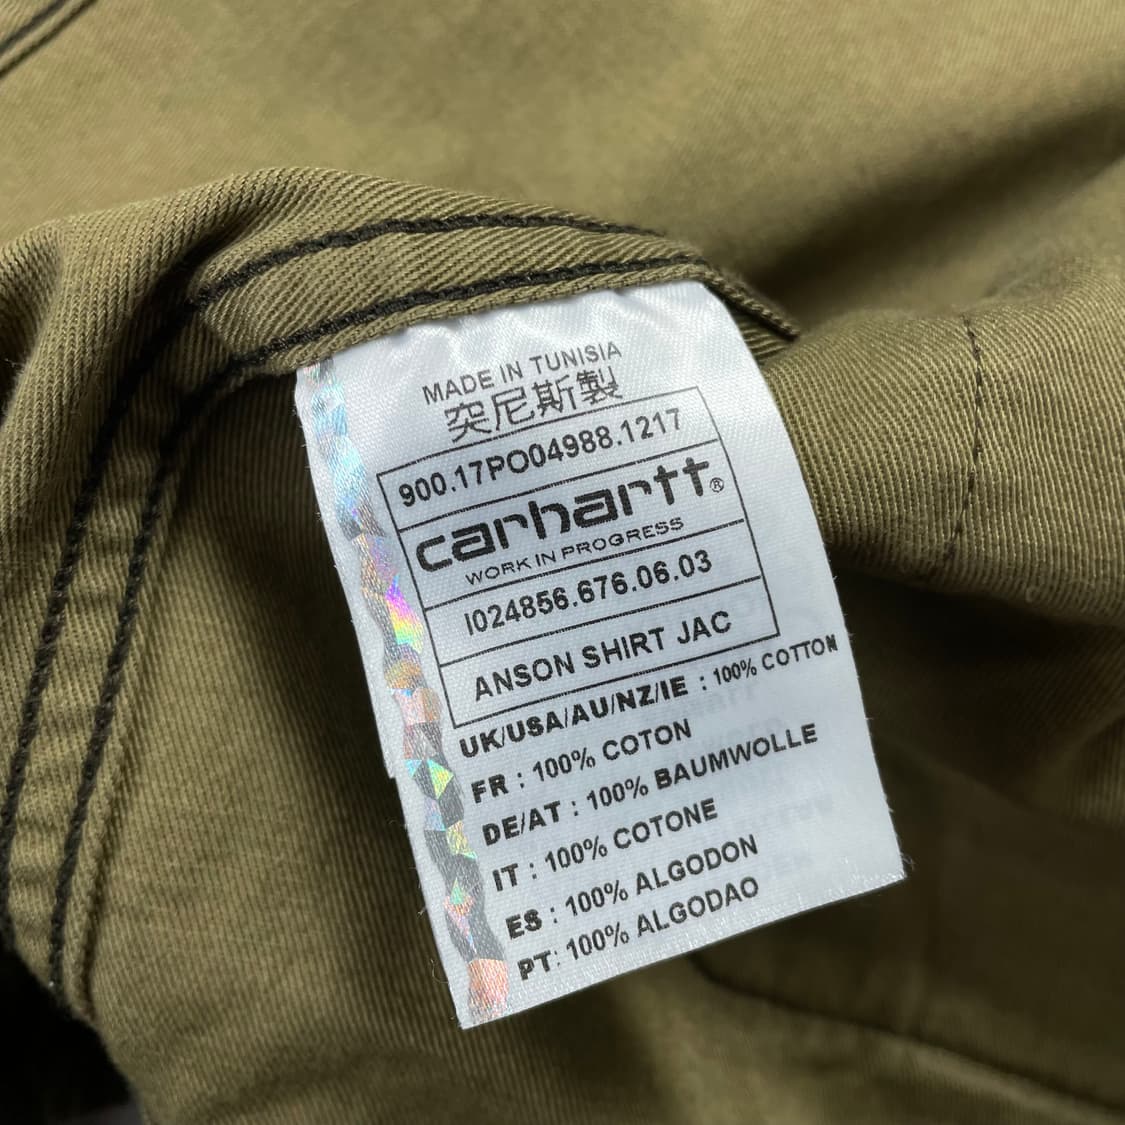 MADE IN TUNISIA
突尼斯製
900.17PO04988.1217
carhartt®
WORK IN PROGRESS
I024856.676.06.03
ANSON SHIRT JAC
UK/USA/AU/NZ/IE : 100% COTTON
FR : 100% COTON
DE/AT : 100% BAUMWOLLE
IT : 100% COTONE
ES : 100% ALGODON
PT: 100% ALGODAO